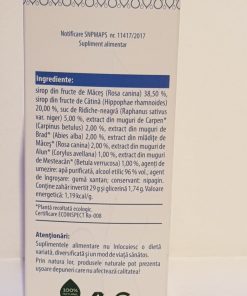 Notificare SNPMAPS nr. 11417/2017
Supliment alimentar
Ingrediente:
sirop din fructe de Măceș (Rosa canina) 38,50 %,
sirop din fructe de Cătină (Hippophae rhamnoides)
20,00 %, suc de Ridiche-neagră (Raphanus sativus
var. niger) 5,00 %, extract din muguri de Carpen*
(Carpinus betulus) 2,00 %, extract din muguri de
Brad* (Abies alba) 2,00 %, extract din mlădițe de
Măceș* (Rosa canina) 2,00 %, extract din muguri de
Alun* (Corylus avellana) 1,00 %, extract din muguri de
Mesteacăn* (Betula verrucosa) 1,00 %, agenți de
umezire: apă purificată, alcool etilic 96 % vol., agent
de îngroșare: gumă xantan; conservant: nipagin.
Conține zahăr invertit 29 g și glicerină 1,74 g. Valoare
energetică: 1,19kcal/g.
*Plantă recoltată ecologic.
Certificare ECOINSPECT Ro-008
Atenționări:
Suplimentele alimentare nu înlocuiesc o dietă
variată, diversificată și un mod de viață sănătos.
Prin natura lor, produsele naturale pot prezenta
ușoare depuneri care nu afectează calitatea!
100%